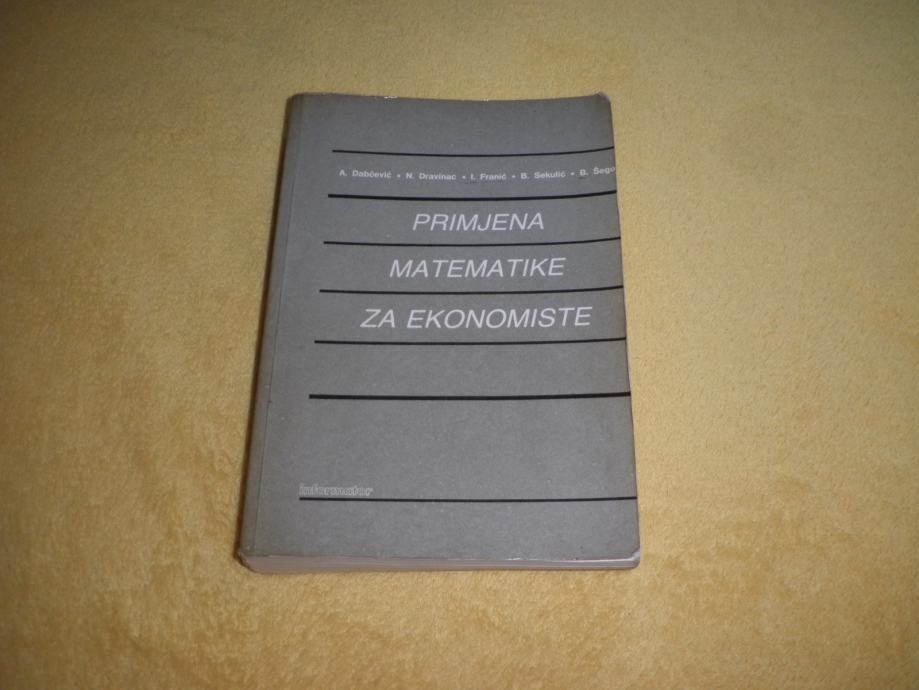 A. Dabčević • N. Dravinac • I. Franić • B. Sekulić • B. Šego
PRIMJENA
MATEMATIKE
ZA EKONOMISTE
informator